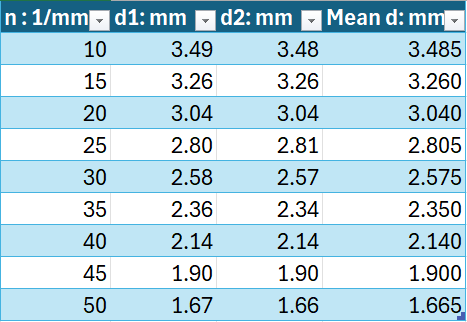 n : 1/mm d1: mm d2: mm Mean d: mm
10 3.49 3.48 3.485
15 3.26 3.26 3.260
20 3.04 3.04 3.040
25 2.80 2.81 2.805
30 2.58 2.57 2.575
35 2.36 2.34 2.350
40 2.14 2.14 2.140
45 1.90 1.90 1.900
50 1.67 1.66 1.665